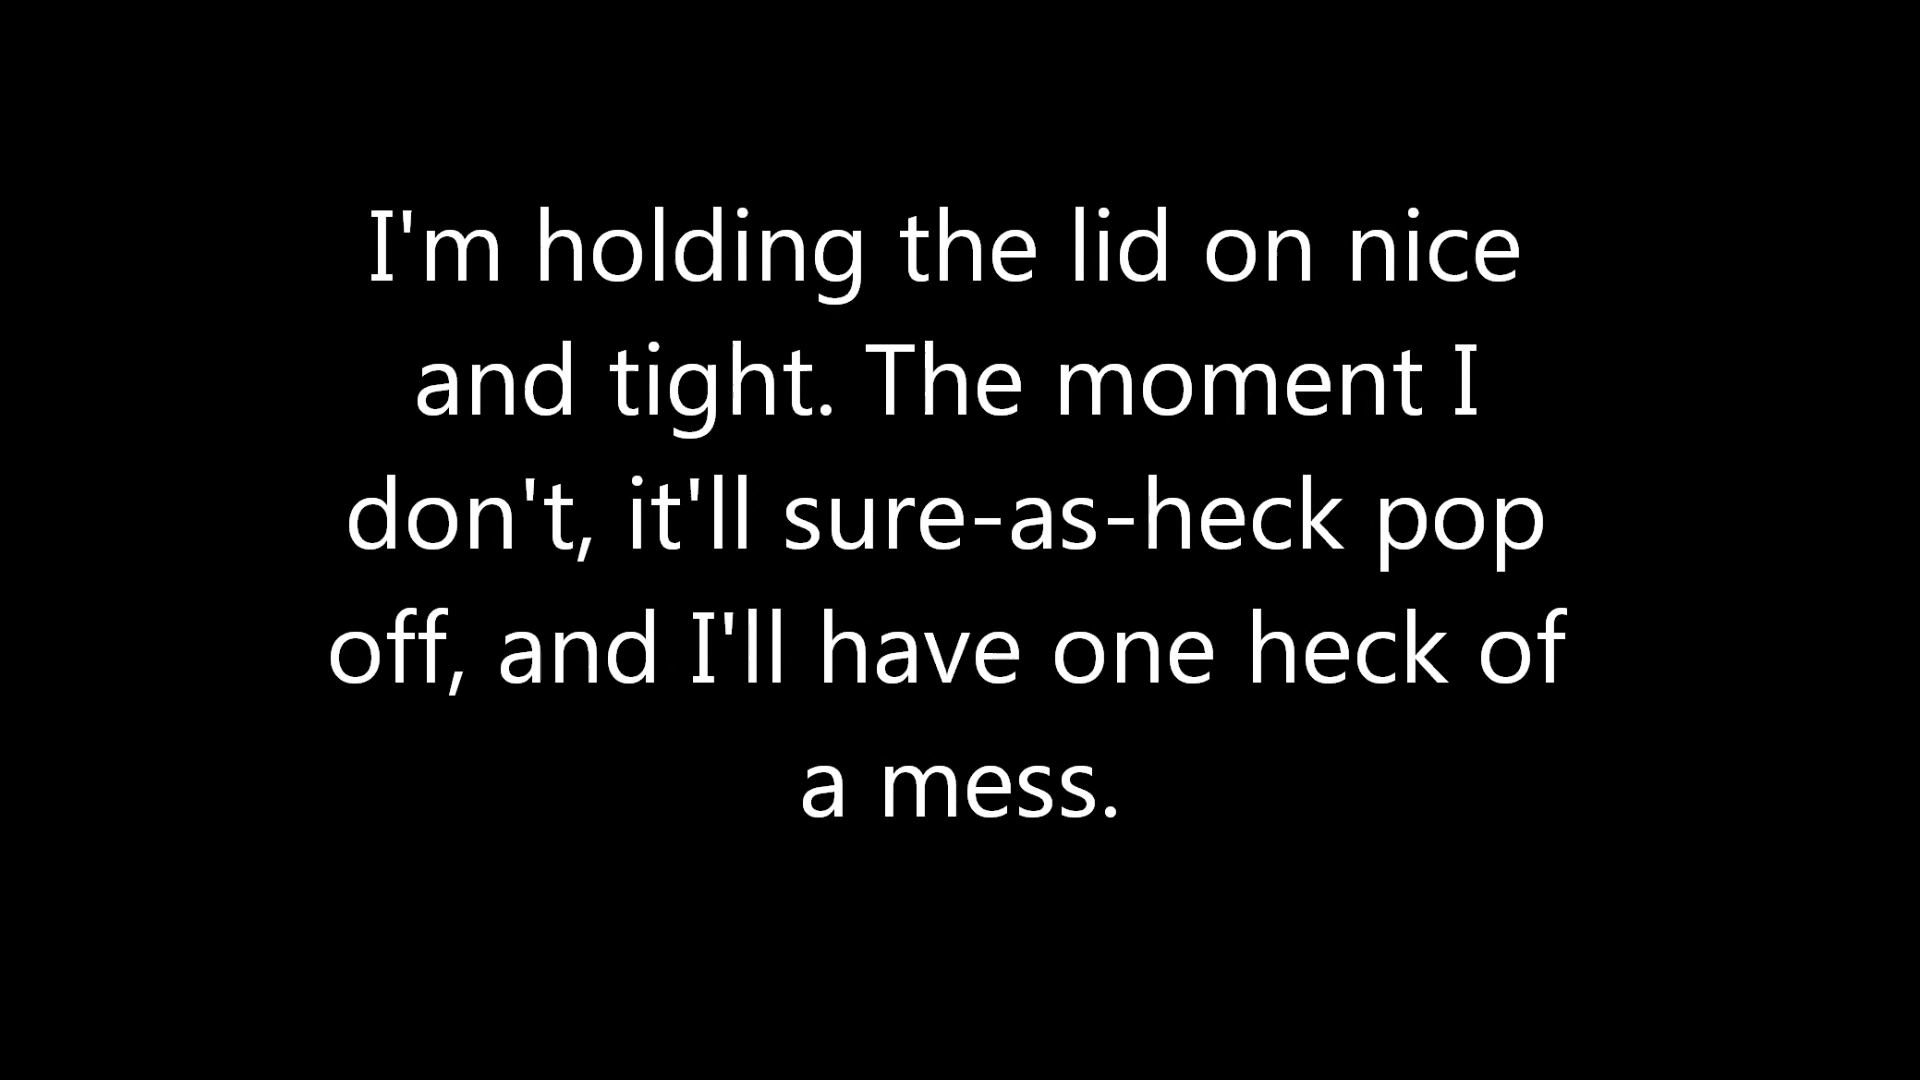 I'm holding the lid on nice
and tight. The moment I
don't, it'll sure-as-heck pop
off, and I'll have one heck of
a mess.